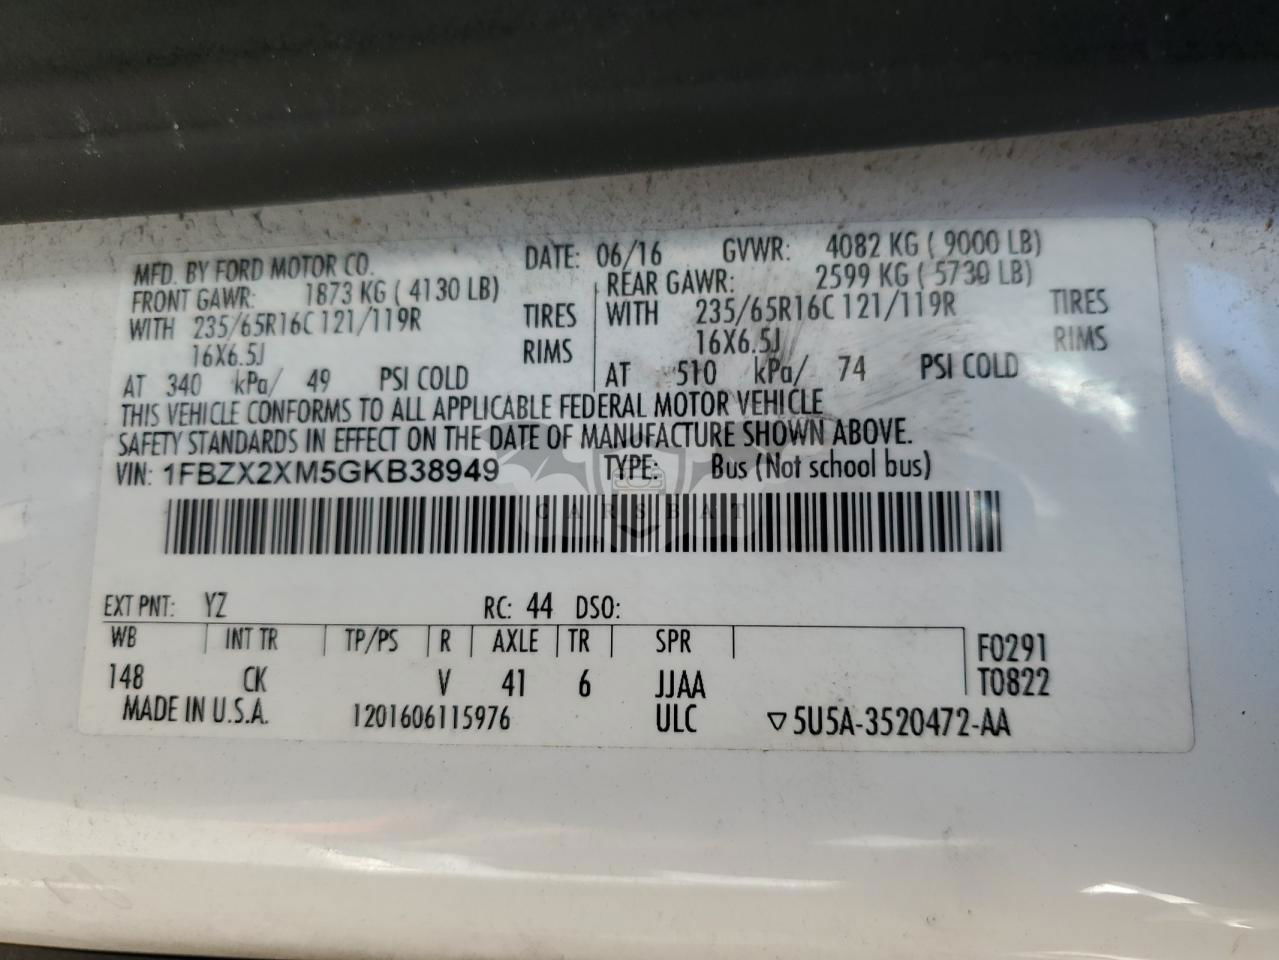 MFD. BY FORD MOTOR CO. DATE: 06/16 GVWR: 4082 KG ( 9000 LB)
FRONT GAWR: 1873 KG ( 4130 LB) REAR GAWR: 2599 KG ( 5730 LB)
WITH 235/65R16C 121/119R TIRES WITH 235/65R16C 121/119R TIRES
16X6.5J RIMS 16X6.5J RIMS
AT 340 kPa/ 49 PSI COLD AT 510 kPa/ 74 PSI COLD
THIS VEHICLE CONFORMS TO ALL APPLICABLE FEDERAL MOTOR VEHICLE
SAFETY STANDARDS IN EFFECT ON THE DATE OF MANUFACTURE SHOWN ABOVE.
VIN: 1FBZX2XM5GKB38949 TYPE: Bus (Not school bus)
CARSBAT
EXT PNT: YZ RC: 44 DSO:
WB INT TR TP/PS R AXLE TR SPR F0291
148 CK V 41 6 JJAA T0822
MADE IN U.S.A. 1201606115976 ULC ▽5U5A-3520472-AA